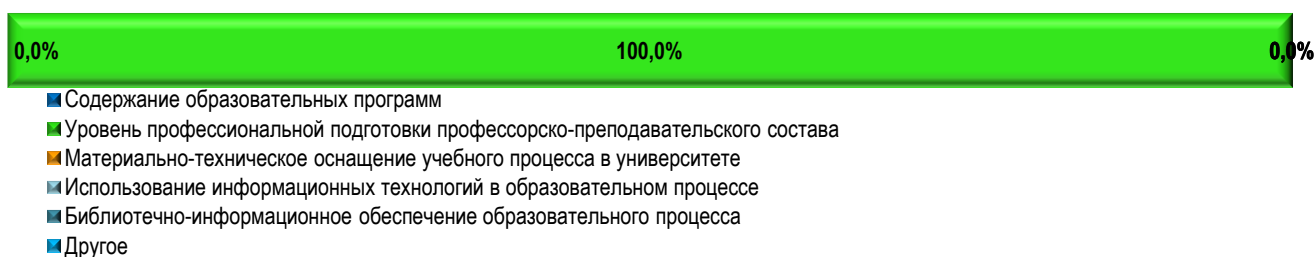 0,0% 100,0% 0,0%
Содержание образовательных программ
Уровень профессиональной подготовки профессорско-преподавательского состава
Материально-техническое оснащение учебного процесса в университете
Использование информационных технологий в образовательном процессе
Библиотечно-информационное обеспечение образовательного процесса
Другое